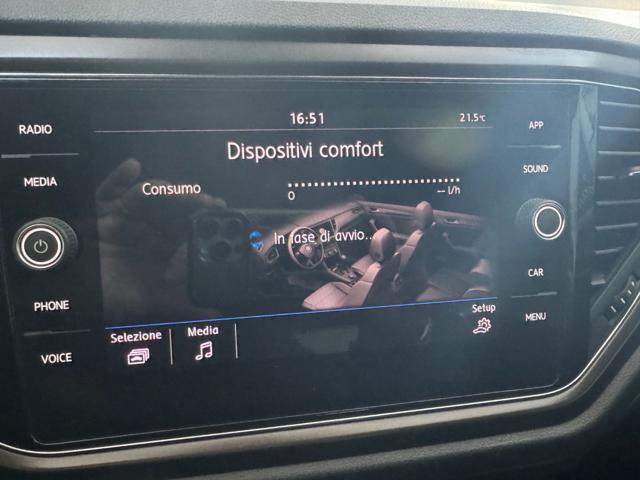 16:51
21.5°C
RADIO
MEDIA
PHONE
VOICE
Dispositivi comfort
Consumo
0
-- l/h
In fase di avvio...
Selezione
Media
Setup
APP
SOUND
CAR
MENU